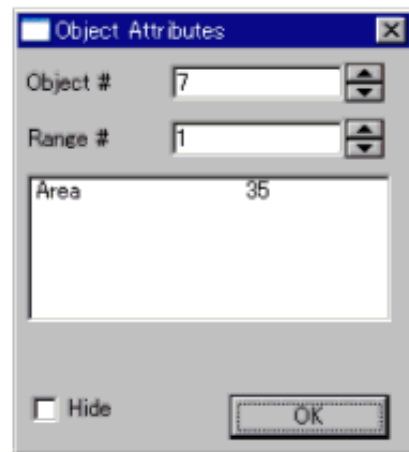 Object Attributes
Object # 7
Range # 1
Area 35
Hide
OK